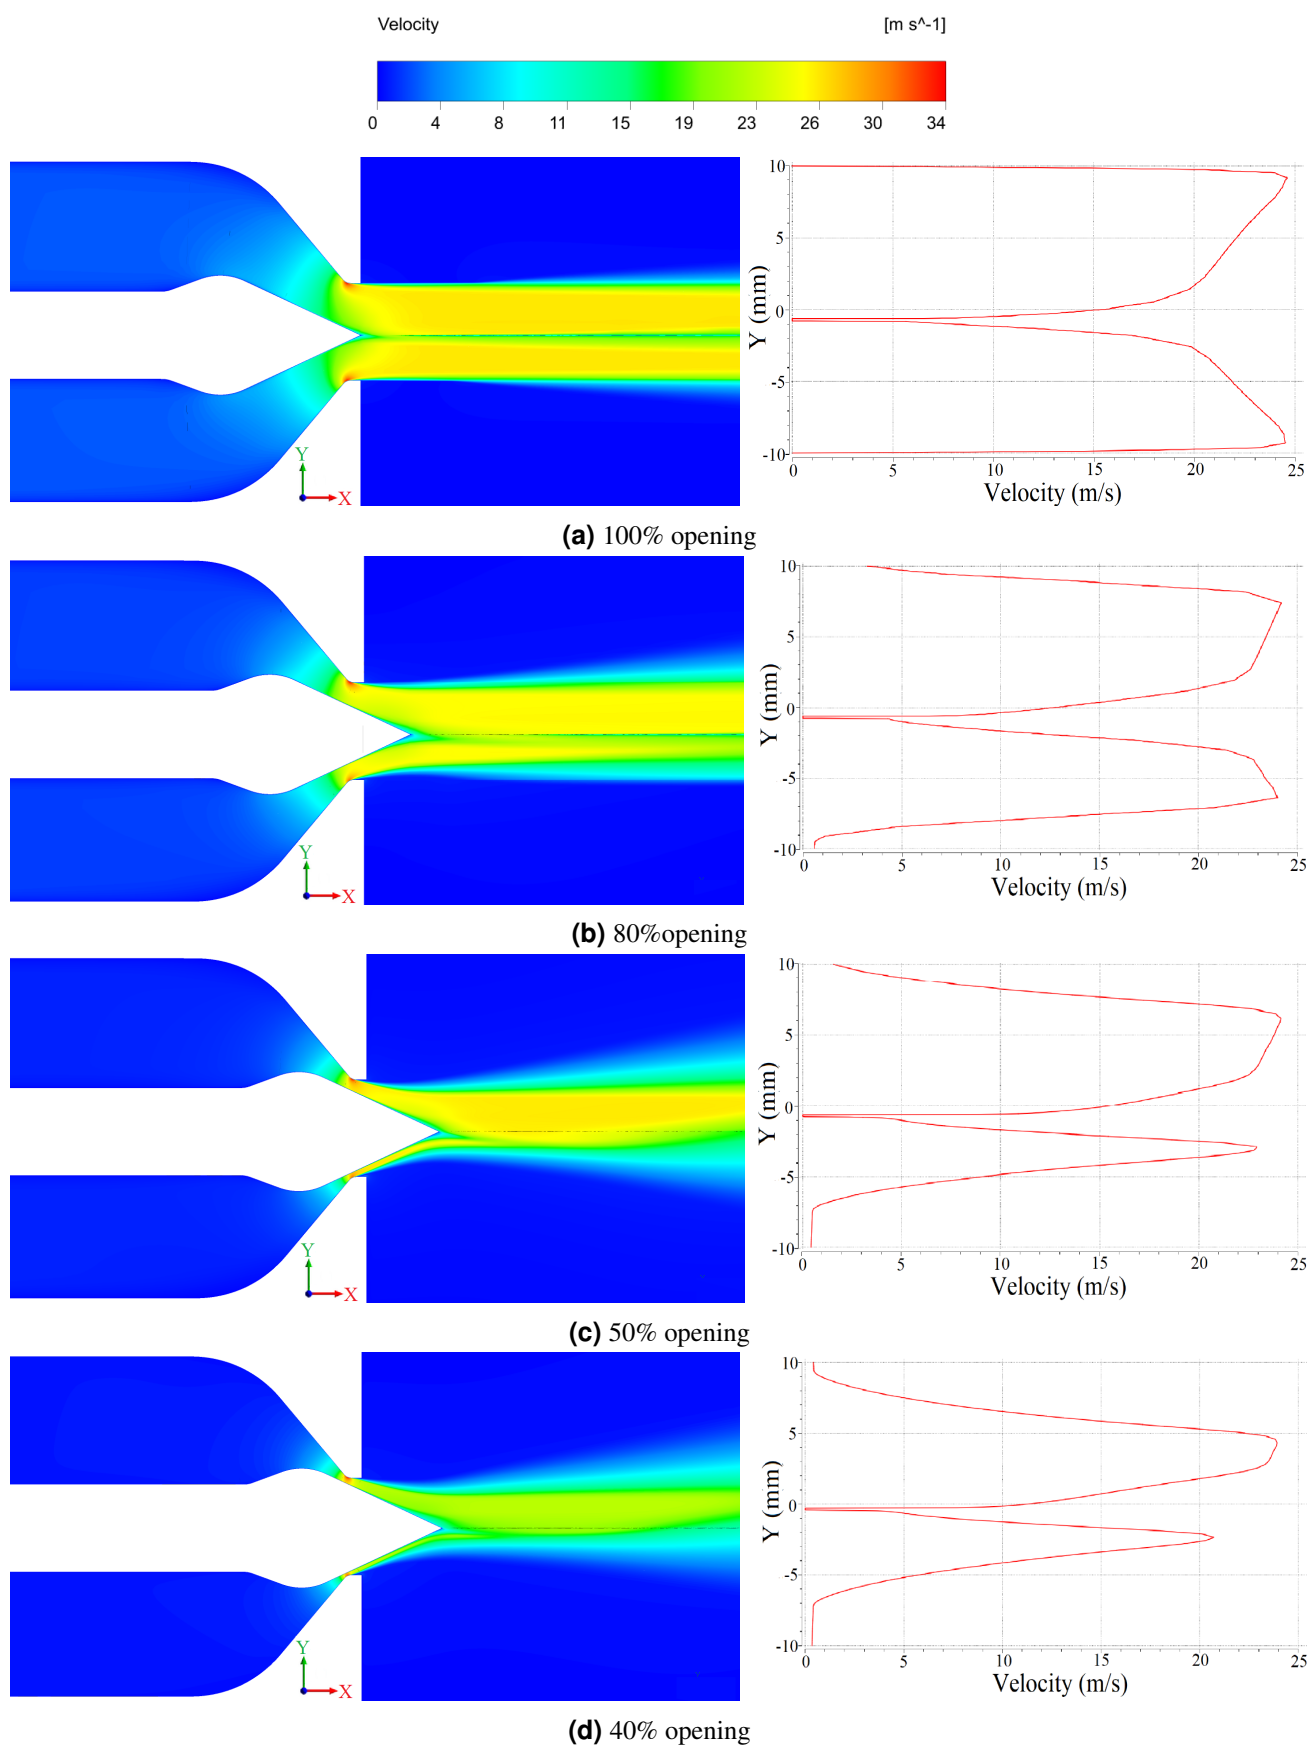 Velocity [m s^-1]
0 4 8 11 15 19 23 26 30 34
10
5
0
-5
-10
Y (mm)
0 5 10 15 20 25
Velocity (m/s)
Y
X
(a) 100% opening
10
5
0
-5
-10
Y (mm)
0 5 10 15 20 25
Velocity (m/s)
Y
X
(b) 80%opening
10
5
0
-5
-10
Y (mm)
0 5 10 15 20 25
Velocity (m/s)
Y
X
(c) 50% opening
10
5
0
-5
-10
Y (mm)
0 5 10 15 20 25
Velocity (m/s)
Y
X
(d) 40% opening